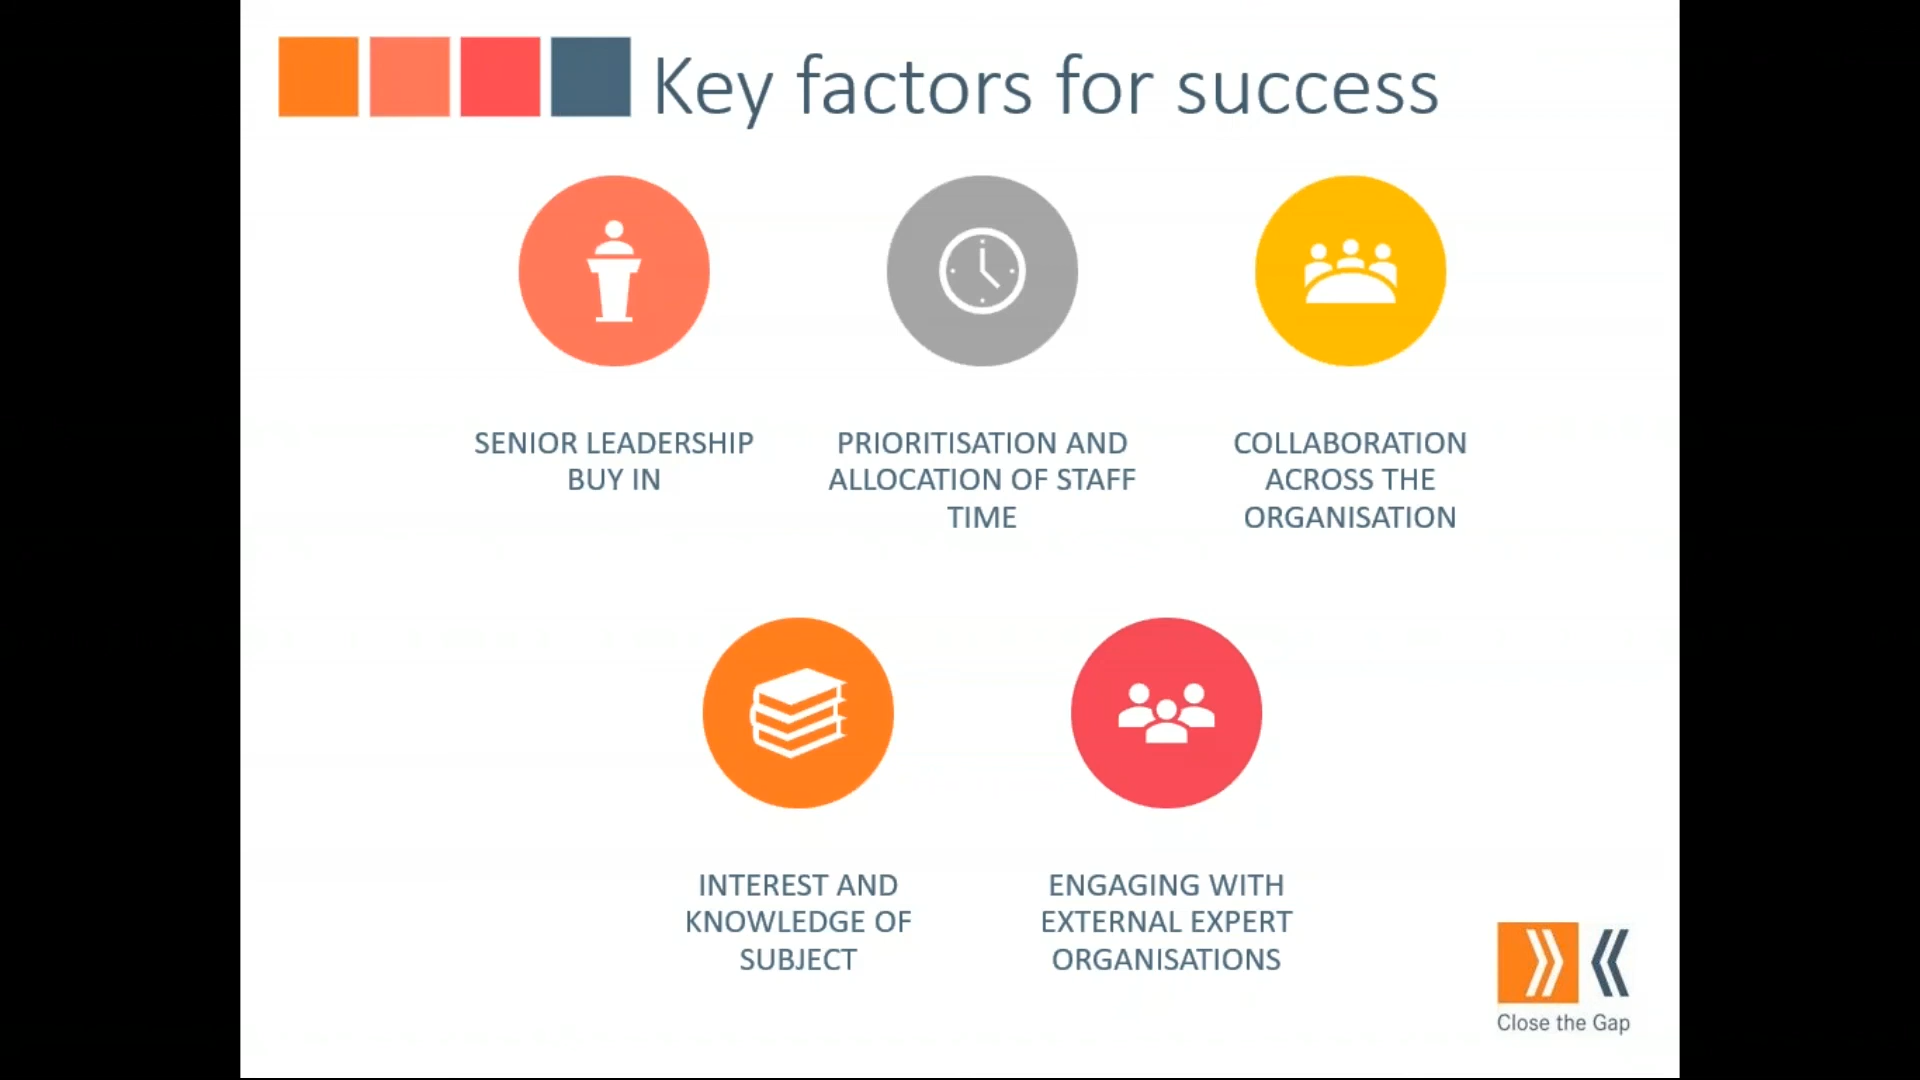 Key factors for success
SENIOR LEADERSHIP
BUY IN
PRIORITISATION AND
ALLOCATION OF STAFF
TIME
COLLABORATION
ACROSS THE
ORGANISATION
INTEREST AND
KNOWLEDGE OF
SUBJECT
ENGAGING WITH
EXTERNAL EXPERT
ORGANISATIONS
Close the Gap